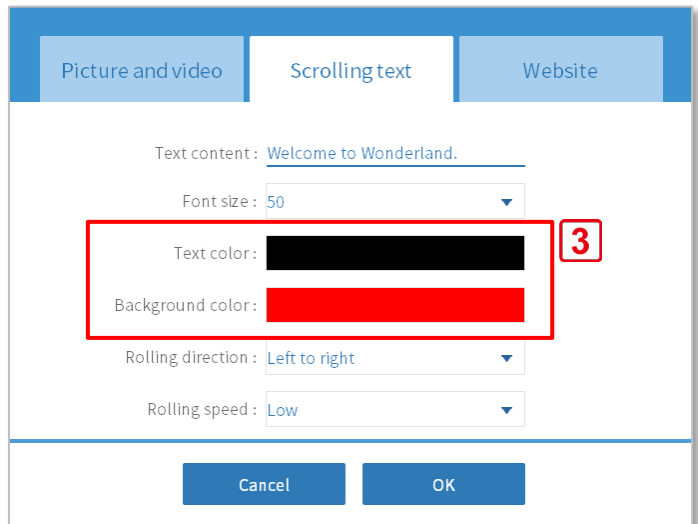 Picture and video
Scrolling text
Website
Text content : Welcome to Wonderland.
Font size : 50
3
Text color :
Background color :
Rolling direction : Left to right
Rolling speed : Low
Cancel
OK